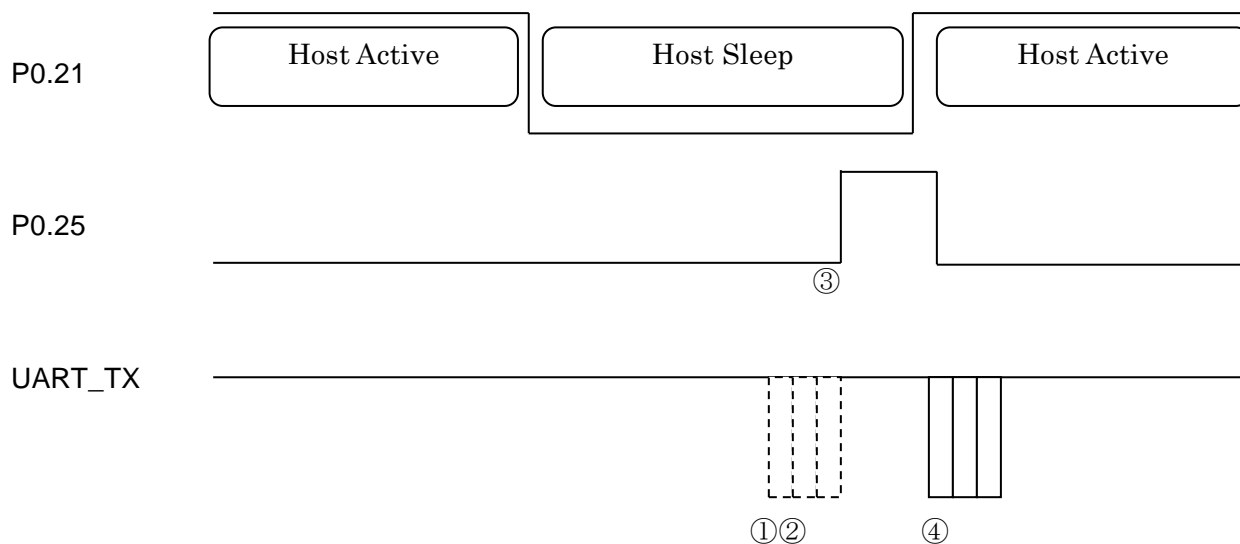 Host Active
Host Sleep
Host Active
P0.21
P0.25
③
UART_TX
①②
④